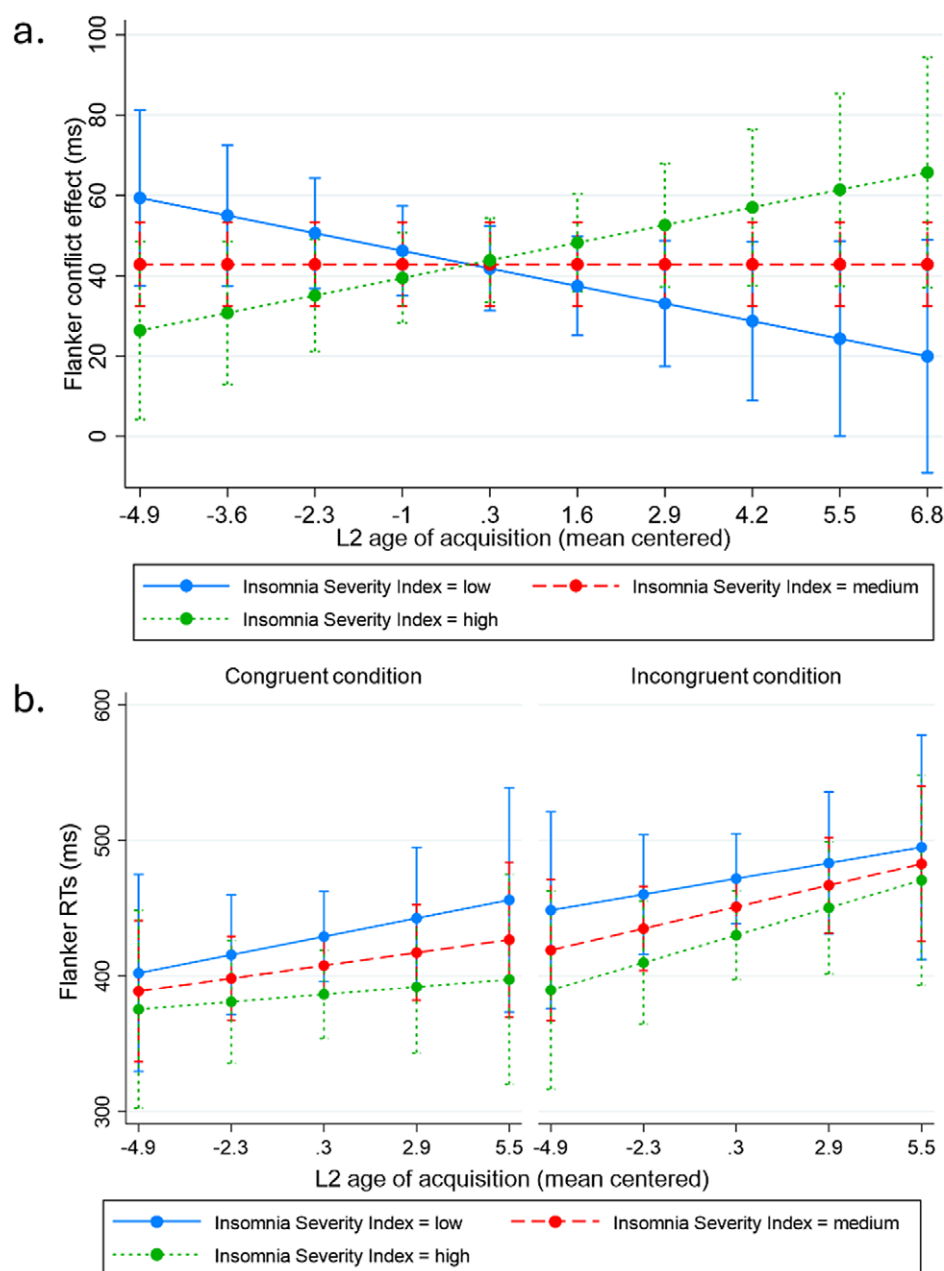 a.
Flanker conflict effect (ms)
100
80
60
40
20
0
-4.9 -3.6 -2.3 -1 .3 1.6 2.9 4.2 5.5 6.8
L2 age of acquisition (mean centered)
Insomnia Severity Index = low Insomnia Severity Index = medium
Insomnia Severity Index = high
b.
Congruent condition Incongruent condition
Flanker RTs (ms)
600
500
400
300
-4.9 -2.3 .3 2.9 5.5 -4.9 -2.3 .3 2.9 5.5
L2 age of acquisition (mean centered)
Insomnia Severity Index = low Insomnia Severity Index = medium
Insomnia Severity Index = high